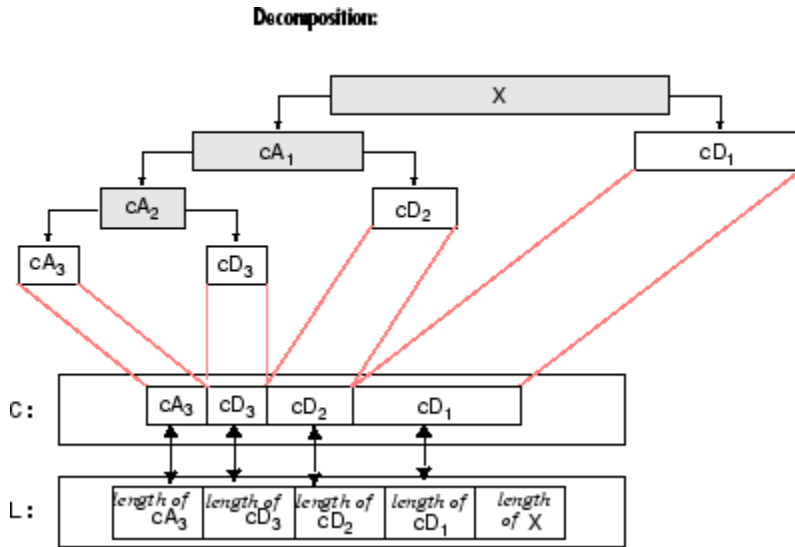 Decomposition:
X
cA₁ cD₁
cA₂ cD₂
cA₃ cD₃
C: cA₃ cD₃ cD₂ cD₁
L: length of cA₃ length of cD₃ length of cD₂ length of cD₁ length of X